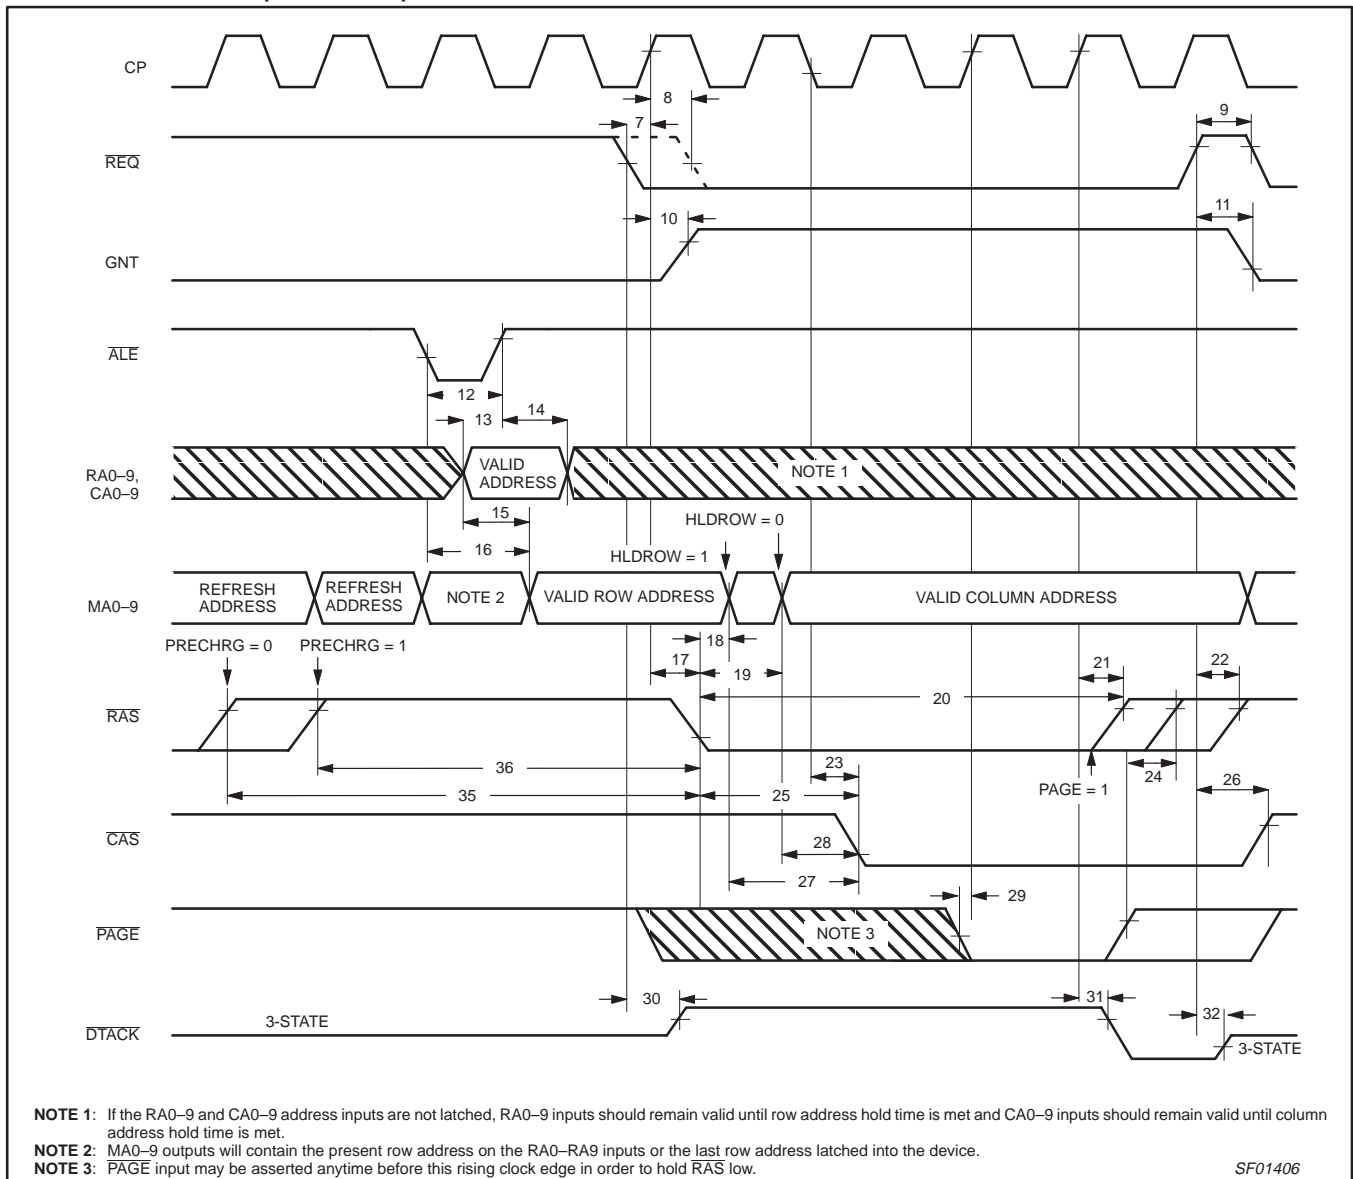 CP
8
7
9
REQ
10
11
GNT
ALE
12
13
14
RA0–9,
CA0–9
VALID
ADDRESS
NOTE 1
15
HLDROW = 0
16
HLDROW = 1
MA0–9
REFRESH
ADDRESS
REFRESH
ADDRESS
NOTE 2
VALID ROW ADDRESS
VALID COLUMN ADDRESS
PRECHRG = 0
PRECHRG = 1
18
17
19
21
22
20
RAS
36
23
24
35
25
PAGE = 1
26
CAS
28
27
29
PAGE
NOTE 3
30
31
32
DTACK
3-STATE
3-STATE
NOTE 1: If the RA0–9 and CA0–9 address inputs are not latched, RA0–9 inputs should remain valid until row address hold time is met and CA0–9 inputs should remain valid until column
address hold time is met.
NOTE 2: MA0–9 outputs will contain the present row address on the RA0–RA9 inputs or the last row address latched into the device.
NOTE 3: PAGE input may be asserted anytime before this rising clock edge in order to hold RAS low.
SF01406